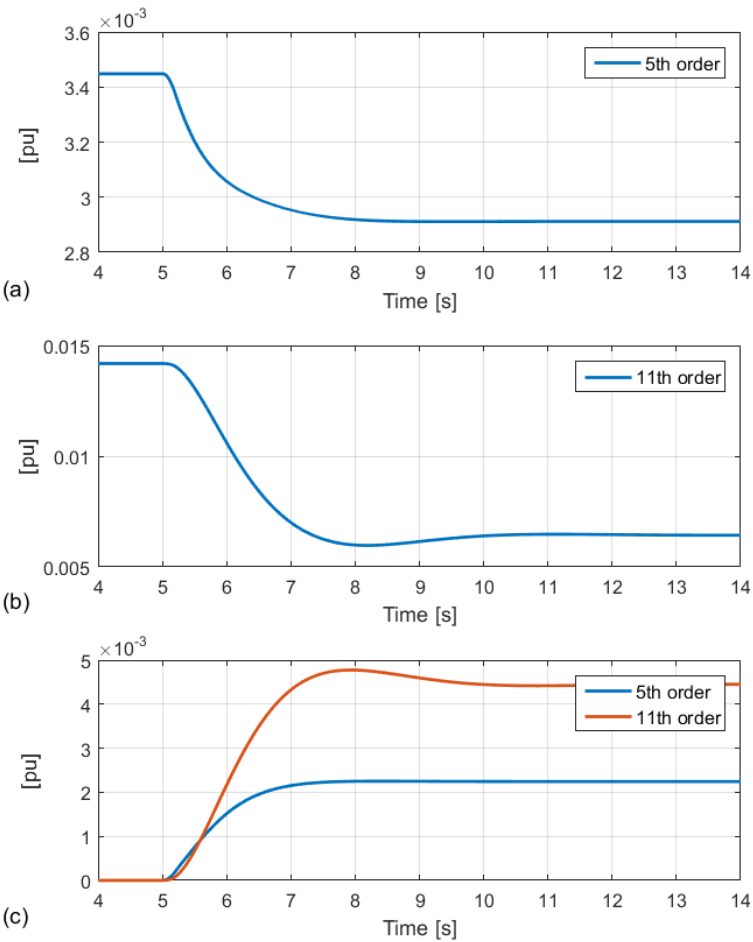 ×10⁻³
3.6
3.4
3.2
3
2.8
[pu]
5th order
4 5 6 7 8 9 10 11 12 13 14
Time [s]
(a)
0.015
0.01
0.005
[pu]
11th order
4 5 6 7 8 9 10 11 12 13 14
Time [s]
(b)
×10⁻³
5
4
3
2
1
0
[pu]
5th order
11th order
4 5 6 7 8 9 10 11 12 13 14
Time [s]
(c)